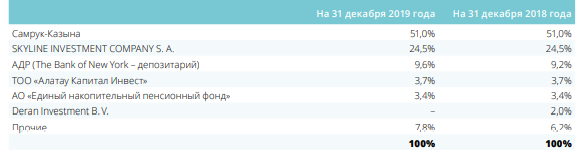 На 31 декабря 2019 года На 31 декабря 2018 года
Самрук-Казына 51,0% 51,0%
SKYLINE INVESTMENT COMPANY S. A. 24,5% 24,5%
АДР (The Bank of New York – депозитарий) 9,6% 9,2%
ТОО «Алатау Капитал Инвест» 3,7% 3,7%
АО «Единый накопительный пенсионный фонд» 3,4% 3,4%
Deran Investment B. V. – 2,0%
Прочие 7,8% 6,2%
100% 100%